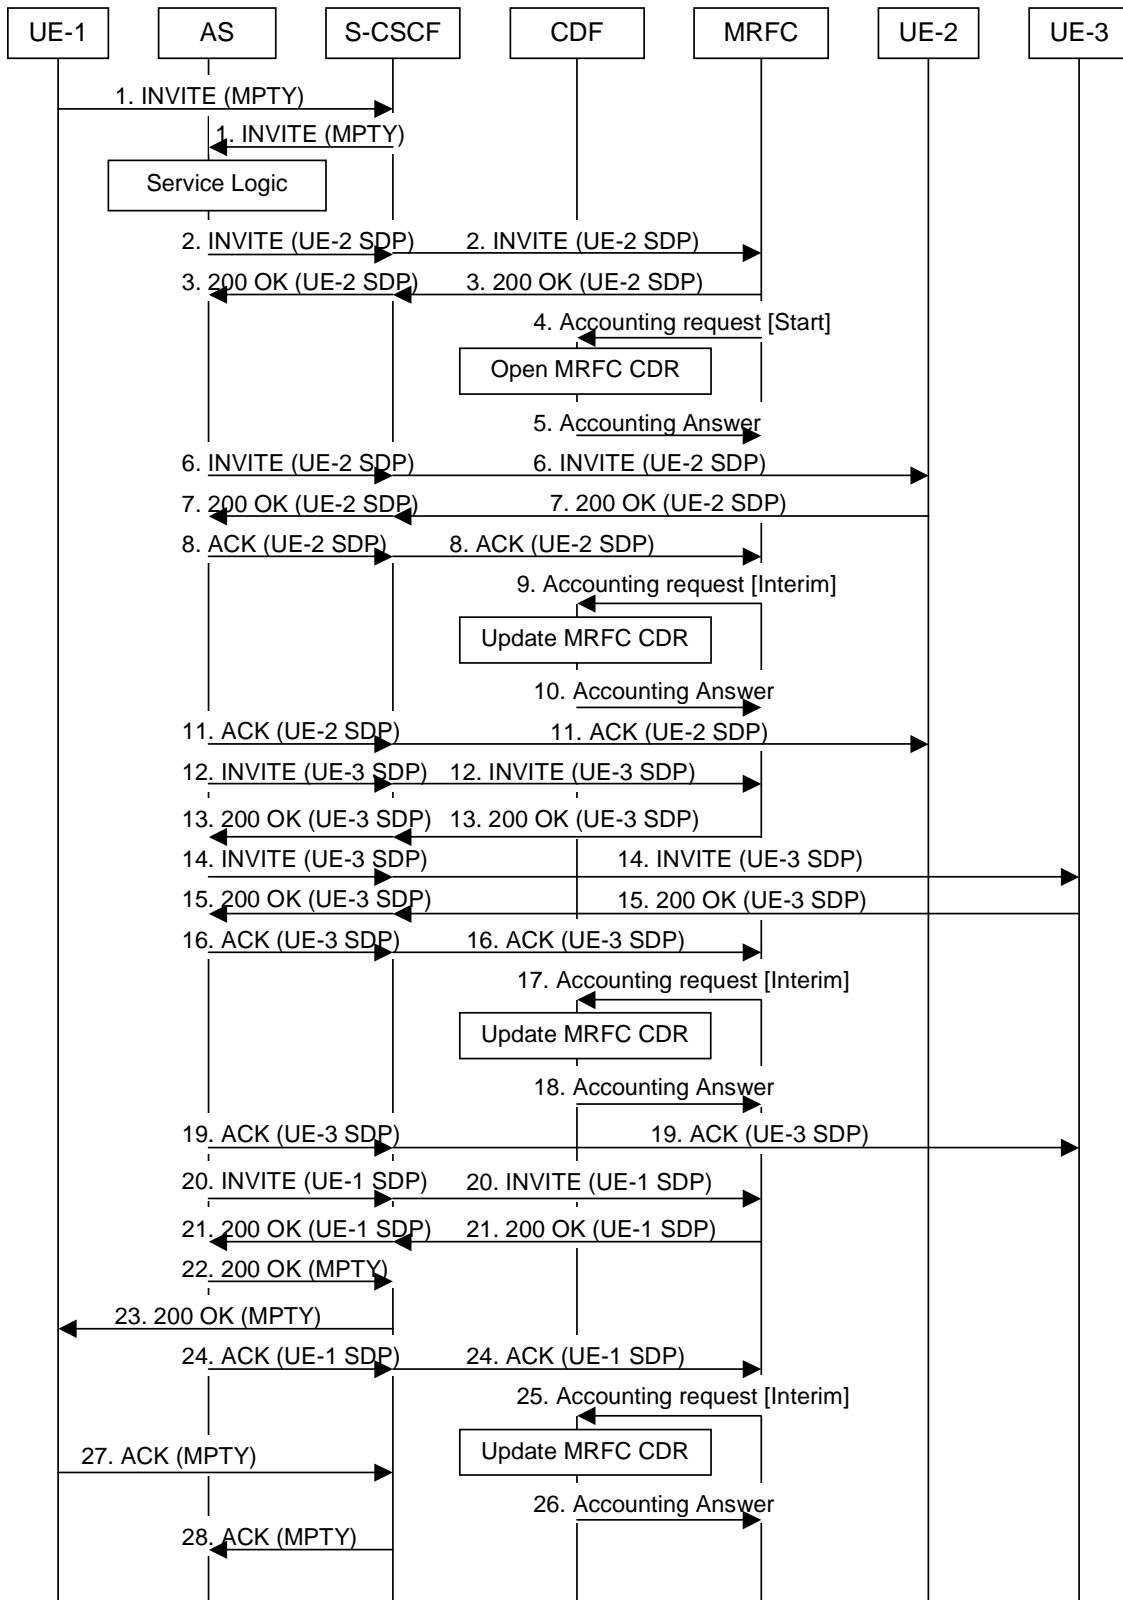 UE-1 AS S-CSCF CDF MRFC UE-2 UE-3
1. INVITE (MPTY)
1. INVITE (MPTY)
Service Logic
2. INVITE (UE-2 SDP) 2. INVITE (UE-2 SDP)
3. 200 OK (UE-2 SDP) 3. 200 OK (UE-2 SDP)
4. Accounting request [Start]
Open MRFC CDR
5. Accounting Answer
6. INVITE (UE-2 SDP) 6. INVITE (UE-2 SDP)
7. 200 OK (UE-2 SDP) 7. 200 OK (UE-2 SDP)
8. ACK (UE-2 SDP) 8. ACK (UE-2 SDP)
9. Accounting request [Interim]
Update MRFC CDR
10. Accounting Answer
11. ACK (UE-2 SDP) 11. ACK (UE-2 SDP)
12. INVITE (UE-3 SDP) 12. INVITE (UE-3 SDP)
13. 200 OK (UE-3 SDP) 13. 200 OK (UE-3 SDP)
14. INVITE (UE-3 SDP) 14. INVITE (UE-3 SDP)
15. 200 OK (UE-3 SDP) 15. 200 OK (UE-3 SDP)
16. ACK (UE-3 SDP) 16. ACK (UE-3 SDP)
17. Accounting request [Interim]
Update MRFC CDR
18. Accounting Answer
19. ACK (UE-3 SDP) 19. ACK (UE-3 SDP)
20. INVITE (UE-1 SDP) 20. INVITE (UE-1 SDP)
21. 200 OK (UE-1 SDP) 21. 200 OK (UE-1 SDP)
22. 200 OK (MPTY)
23. 200 OK (MPTY)
24. ACK (UE-1 SDP) 24. ACK (UE-1 SDP)
25. Accounting request [Interim]
Update MRFC CDR
27. ACK (MPTY)
26. Accounting Answer
28. ACK (MPTY)